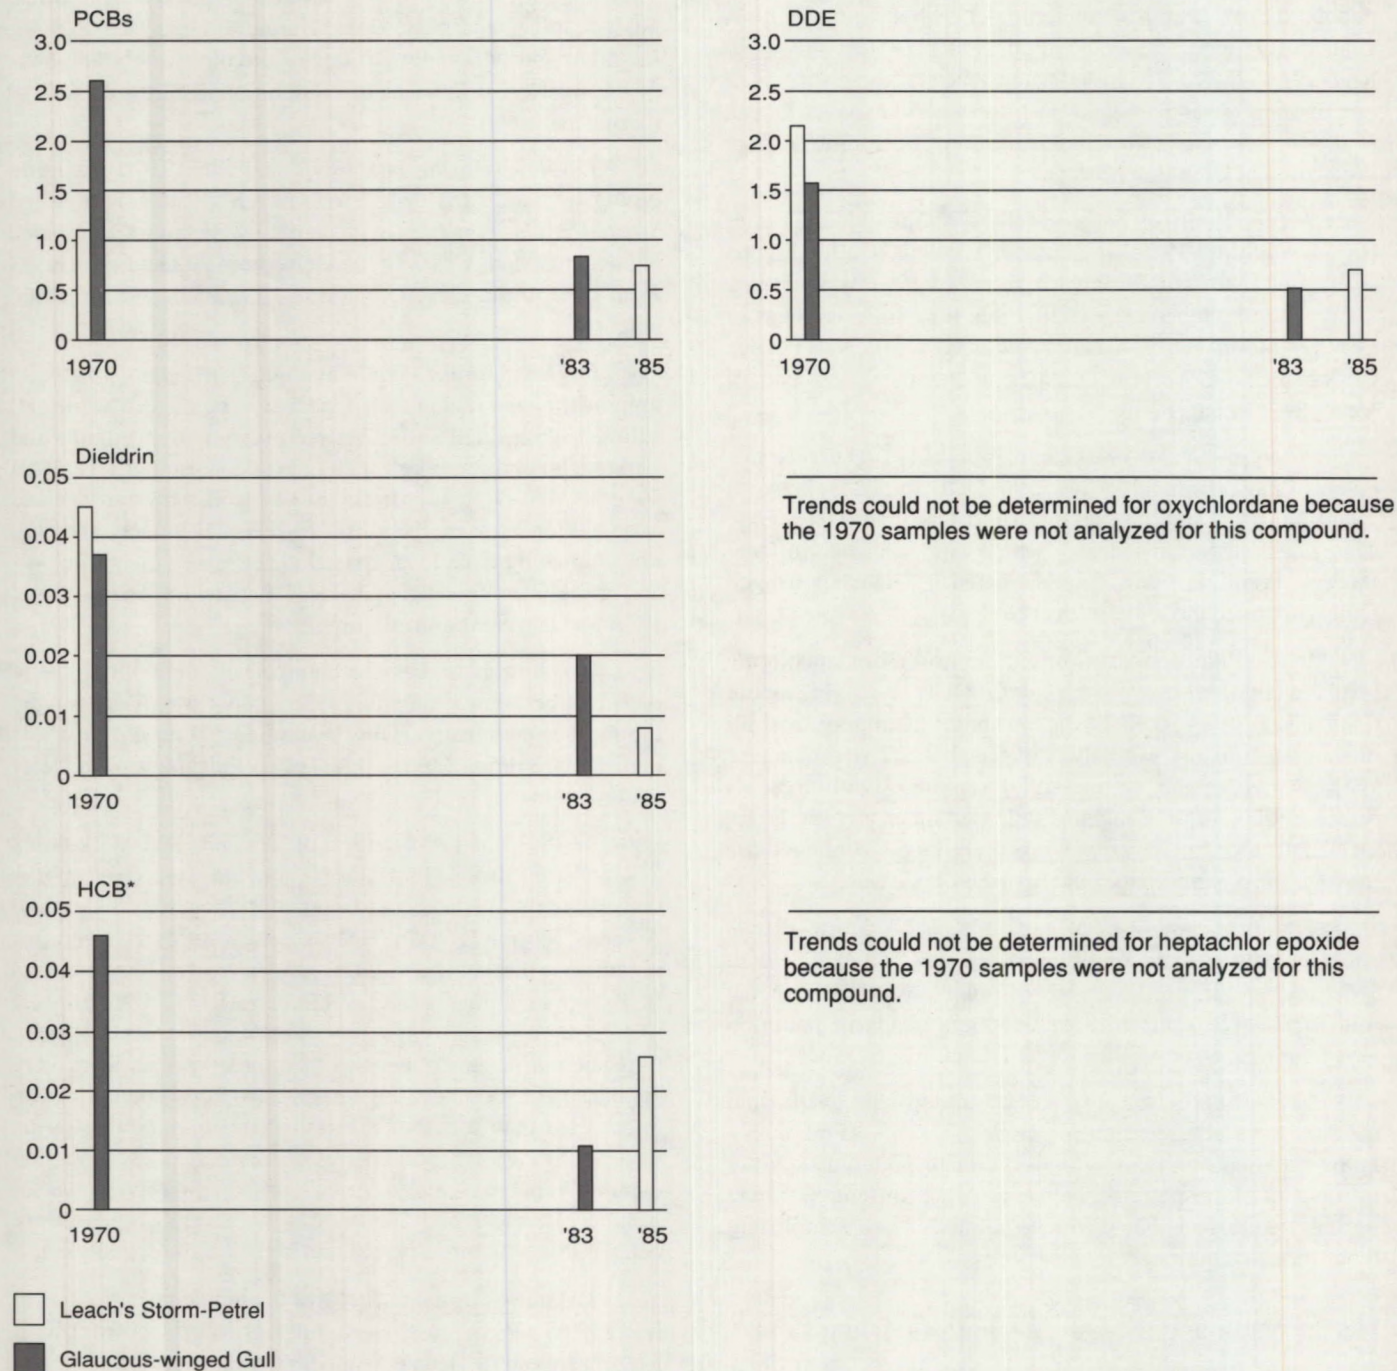 PCBs
3.0
2.5
2.0
1.5
1.0
0.5
0
1970 '83 '85
DDE
3.0
2.5
2.0
1.5
1.0
0.5
0
1970 '83 '85
Dieldrin
0.05
0.04
0.03
0.02
0.01
0
1970 '83 '85
Trends could not be determined for oxychlordane because
the 1970 samples were not analyzed for this compound.
HCB*
0.05
0.04
0.03
0.02
0.01
0
1970 '83 '85
Trends could not be determined for heptachlor epoxide
because the 1970 samples were not analyzed for this
compound.
Leach's Storm-Petrel
Glaucous-winged Gull